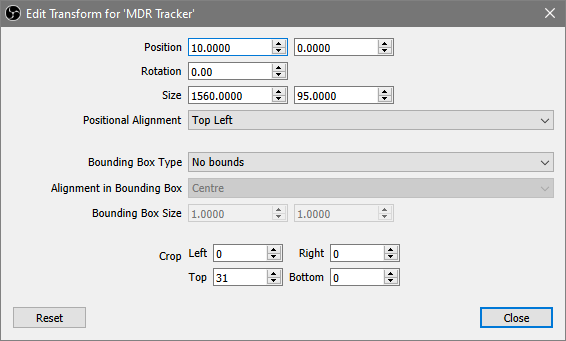 Edit Transform for 'MDR Tracker'
Position 10.0000 0.0000
Rotation 0.00
Size 1560.0000 95.0000
Positional Alignment Top Left
Bounding Box Type No bounds
Alignment in Bounding Box Centre
Bounding Box Size 1.0000 1.0000
Crop Left 0 Right 0
Top 31 Bottom 0
Reset Close